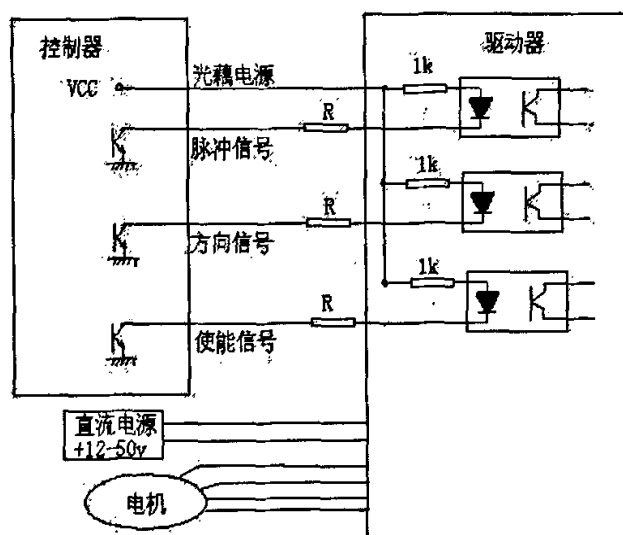 控制器
驱动器
VCC
光藕电源
1k
R
脉冲信号
1k
R
方向信号
1k
R
使能信号
直流电源
+12-50v
电机